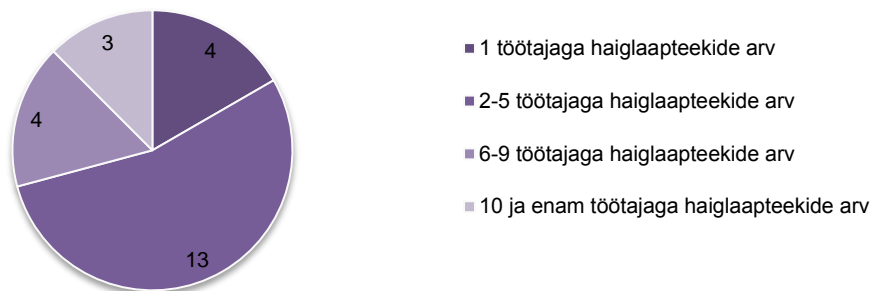 3
4
4
13
1 töötajaga haiglaapteekide arv
2-5 töötajaga haiglaapteekide arv
6-9 töötajaga haiglaapteekide arv
10 ja enam töötajaga haiglaapteekide arv